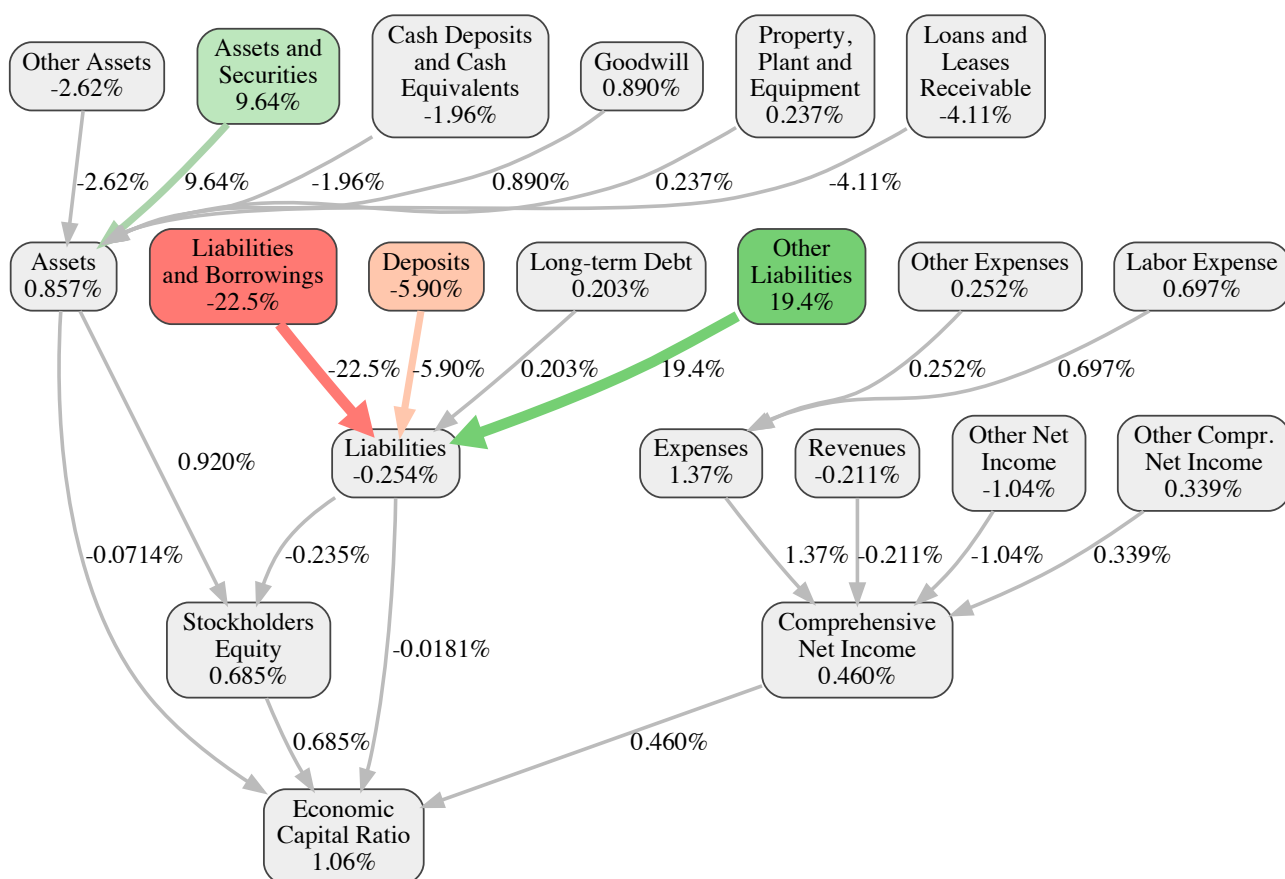 Other Assets
-2.62%
Assets and
Securities
9.64%
Cash Deposits
and Cash
Equivalents
-1.96%
Goodwill
0.890%
Property,
Plant and
Equipment
0.237%
Loans and
Leases
Receivable
-4.11%
-2.62%
9.64%
-1.96%
0.890%
0.237%
-4.11%
Assets
0.857%
Liabilities
and Borrowings
-22.5%
Deposits
-5.90%
Long-term Debt
0.203%
Other
Liabilities
19.4%
Other Expenses
0.252%
Labor Expense
0.697%
-22.5%
-5.90%
0.203%
19.4%
0.252%
0.697%
0.920%
Liabilities
-0.254%
Expenses
1.37%
Revenues
-0.211%
Other Net
Income
-1.04%
Other Compr.
Net Income
0.339%
-0.0714%
-0.235%
1.37%
-0.211%
-1.04%
0.339%
Stockholders
Equity
0.685%
-0.0181%
Comprehensive
Net Income
0.460%
0.685%
0.460%
Economic
Capital Ratio
1.06%